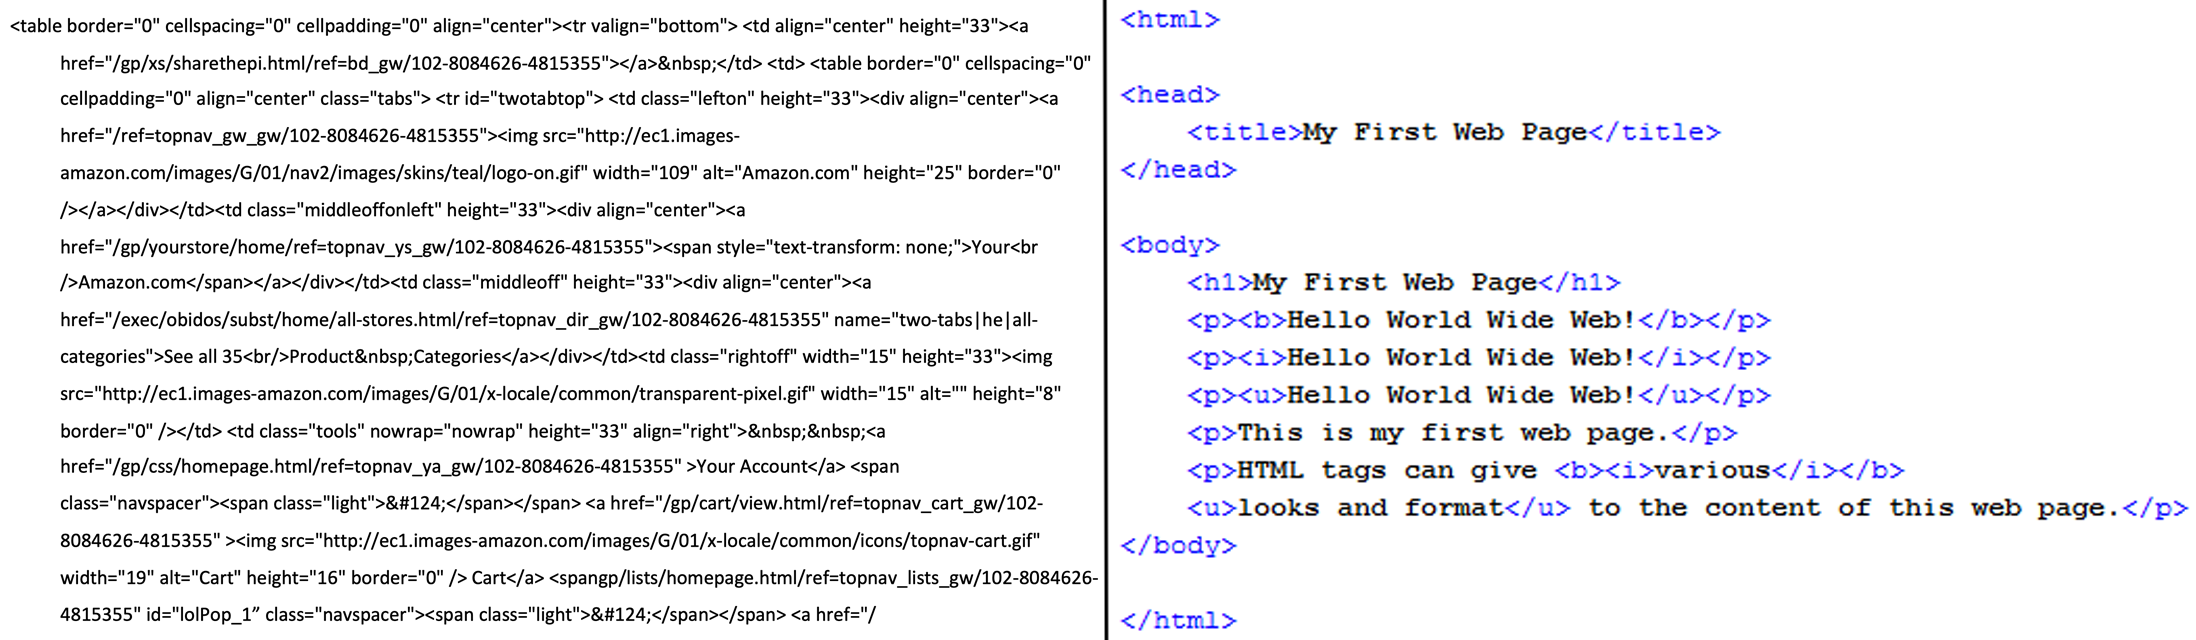 <table border="0" cellspacing="0" cellpadding="0" align="center"><tr valign="bottom"> <td align="center" height="33"><a
href="/gp/xs/sharethepi.html/ref=bd_gw/102-8084626-4815355"></a>&nbsp;</td> <td> <table border="0" cellspacing="0"
cellpadding="0" align="center" class="tabs"> <tr id="twotabtop"> <td class="lefton" height="33"><div align="center"><a
href="/ref=topnav_gw_gw/102-8084626-4815355"><img src="http://ec1.images-
amazon.com/images/G/01/nav2/images/skins/teal/logo-on.gif" width="109" alt="Amazon.com" height="25" border="0"
/></a></div></td><td class="middleoffonleft" height="33"><div align="center"><a
href="/gp/yourstore/home/ref=topnav_ys_gw/102-8084626-4815355"><span style="text-transform: none;">Your<br
/>Amazon.com</span></a></div></td><td class="middleoff" height="33"><div align="center"><a
href="/exec/obidos/subst/home/all-stores.html/ref=topnav_dir_gw/102-8084626-4815355" name="two-tabs|he|all-
categories">See all 35<br/>Product&nbsp;Categories</a></div></td><td class="rightoff" width="15" height="33"><img
src="http://ec1.images-amazon.com/images/G/01/x-locale/common/transparent-pixel.gif" width="15" alt="" height="8"
border="0" /></td> <td class="tools" nowrap="nowrap" height="33" align="right">&nbsp;&nbsp;<a
href="/gp/css/homepage.html/ref=topnav_ya_gw/102-8084626-4815355" >Your Account</a> <span
class="navspacer"><span class="light">&#124;</span></span> <a href="/gp/cart/view.html/ref=topnav_cart_gw/102-
8084626-4815355" ><img src="http://ec1.images-amazon.com/images/G/01/x-locale/common/icons/topnav-cart.gif"
width="19" alt="Cart" height="16" border="0" /> Cart</a> <spangp/lists/homepage.html/ref=topnav_lists_gw/102-8084626-
4815355" id="lolPop_1” class="navspacer"><span class="light">&#124;</span></span> <a href="/
<html>
<head>
<title>My First Web Page</title>
</head>
<body>
<h1>My First Web Page</h1>
<p><b>Hello World Wide Web!</b></p>
<p><i>Hello World Wide Web!</i></p>
<p><u>Hello World Wide Web!</u></p>
<p>This is my first web page.</p>
<p>HTML tags can give <b><i>various</i></b>
<u>looks and format</u> to the content of this web page.</p>
</body>
</html>